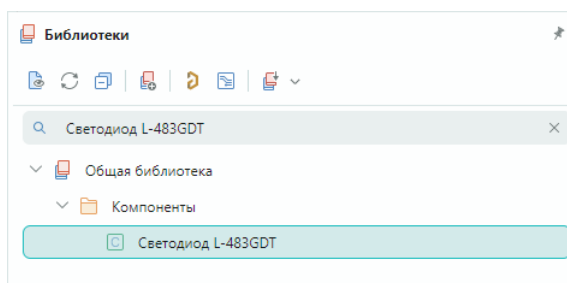 Библиотеки
Светодиод L-483GDT
Общая библиотека
Компоненты
C Светодиод L-483GDT